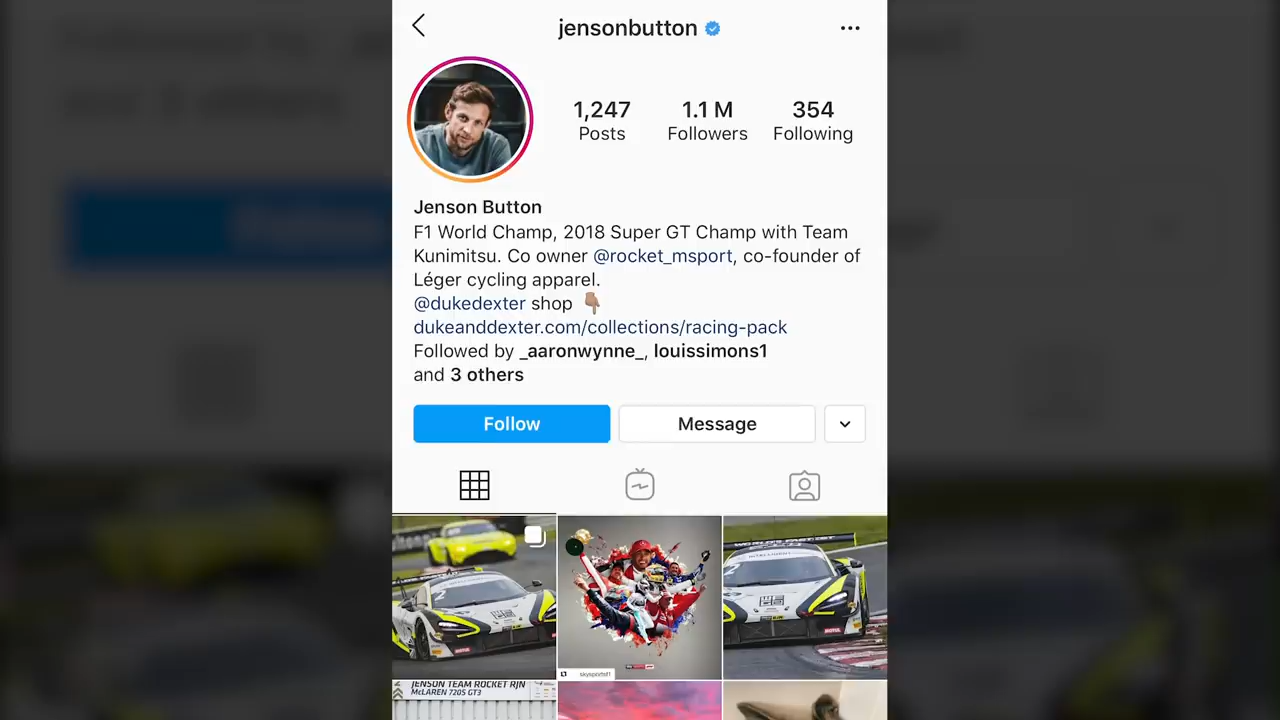 jensonbutton
1,247
Posts
1.1 M
Followers
354
Following
Jenson Button
F1 World Champ, 2018 Super GT Champ with Team
Kunimitsu. Co owner @rocket_msport, co-founder of
Léger cycling apparel.
@dukedexter shop 👇🏽
dukeanddexter.com/collections/racing-pack
Followed by _aaronwynne_, louissimons1
and 3 others
Follow
Message
2
skysportsf1
JENSON TEAM ROCKET RJN
McLAREN 720S GT3